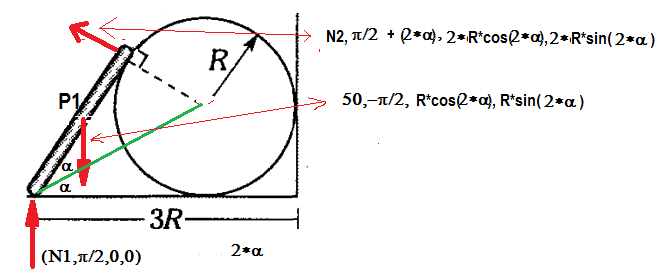 N2, π/2 + (2*α), 2*R*cos(2*α), 2*R*sin(2*α)
R
P1
50, −π/2, R*cos(2*α), R*sin(2*α)
α
α
3R
(N1,π/2,0,0)
2*α